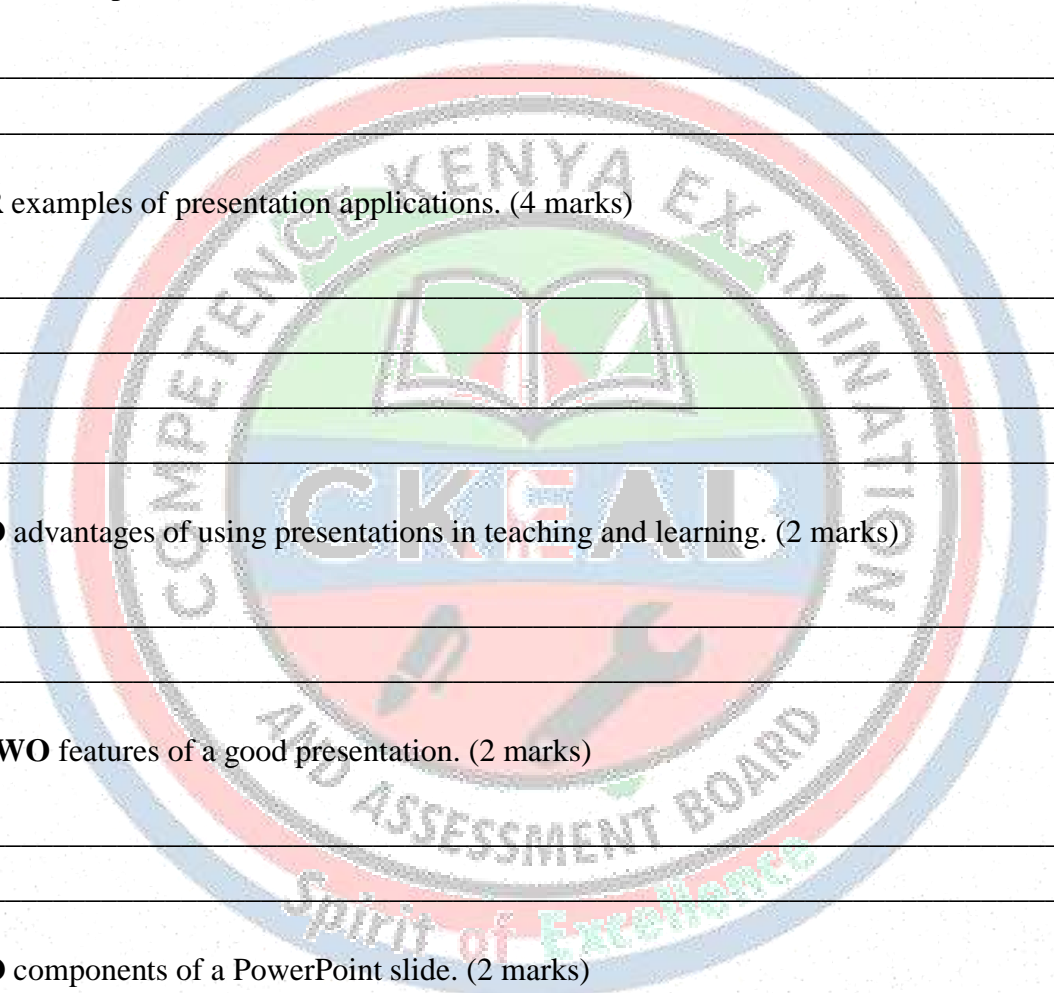 examples of presentation applications. (4 marks)
COMPETENCE KENYA EXAMINATION
AND ASSESSMENT BOARD
CKEAB
advantages of using presentations in teaching and learning. (2 marks)
WO features of a good presentation. (2 marks)
Spirit of Excellence
components of a PowerPoint slide. (2 marks)